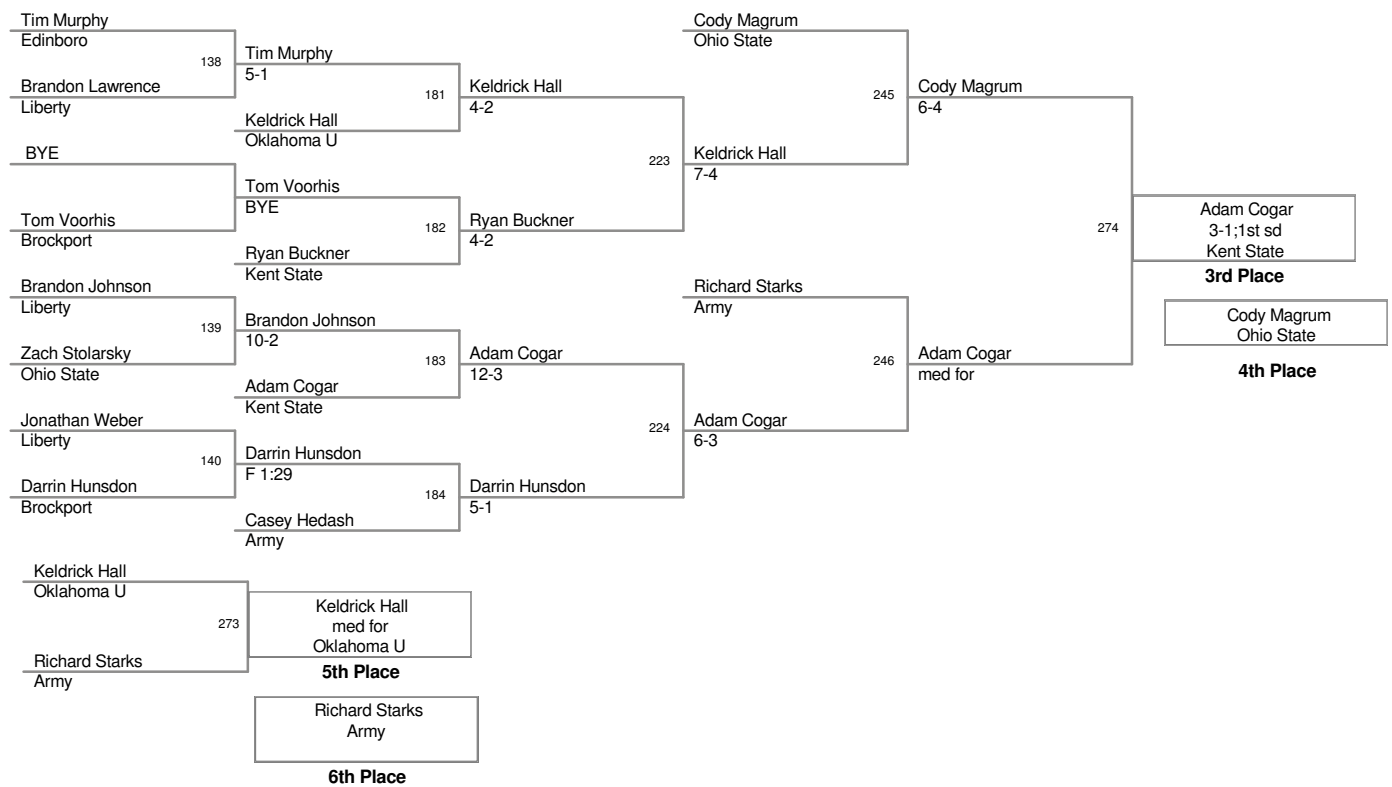 Tim Murphy
Edinboro
138
Brandon Lawrence
Liberty
BYE
Tom Voorhis
Brockport
Brandon Johnson
Liberty
139
Zach Stolarsky
Ohio State
Jonathan Weber
Liberty
140
Darrin Hunsdon
Brockport
Tim Murphy
5-1
181
Keldrick Hall
Oklahoma U
Tom Voorhis
BYE
182
Ryan Buckner
Kent State
Brandon Johnson
10-2
183
Adam Cogar
Kent State
Darrin Hunsdon
F 1:29
184
Casey Hedash
Army
Keldrick Hall
4-2
223
Ryan Buckner
4-2
Adam Cogar
12-3
224
Darrin Hunsdon
5-1
Cody Magrum
Ohio State
245
Keldrick Hall
7-4
Richard Starks
Army
246
Adam Cogar
6-3
Cody Magrum
6-4
274
Adam Cogar
med for
Adam Cogar
3-1;1st sd
Kent State
3rd Place
Cody Magrum
Ohio State
4th Place
Keldrick Hall
Oklahoma U
273
Richard Starks
Army
Keldrick Hall
med for
Oklahoma U
5th Place
Richard Starks
Army
6th Place